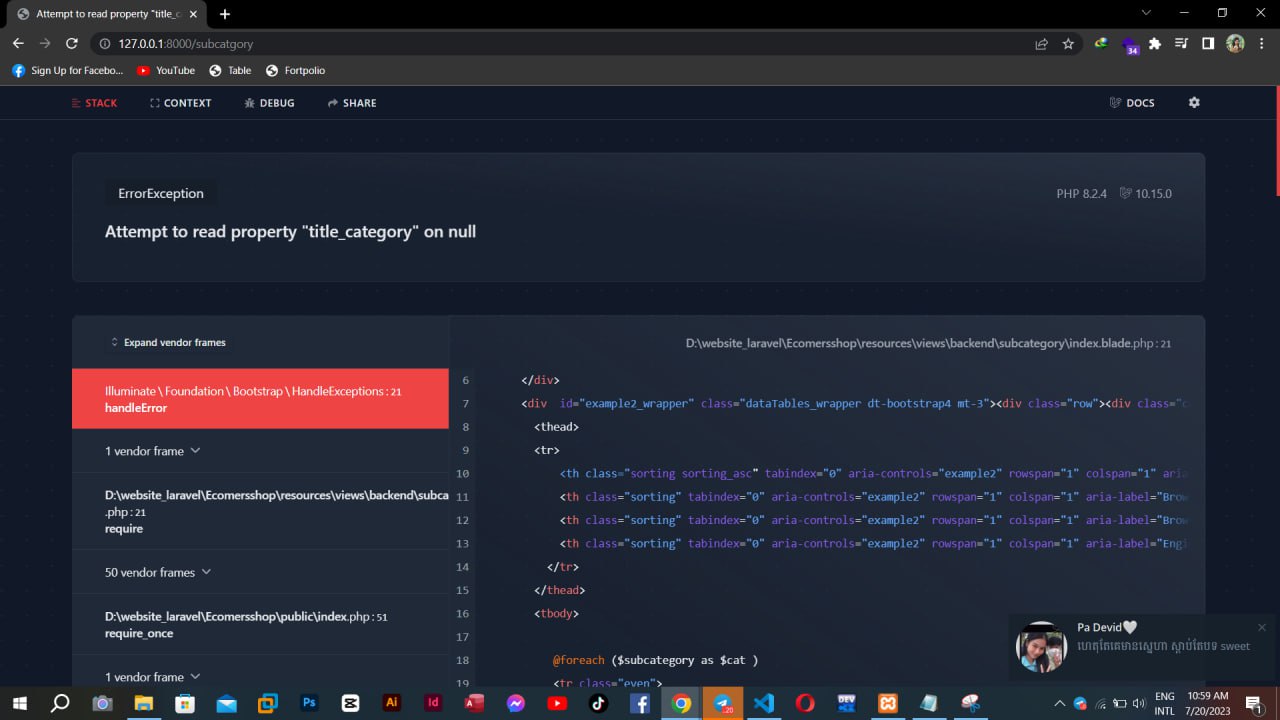 Attempt to read property "title_c
127.0.0.1:8000/subcatgory
34
Sign Up for Facebo... YouTube Table Fortpolio
STACK CONTEXT DEBUG SHARE DOCS
ErrorException PHP 8.2.4 10.15.0
Attempt to read property "title_category" on null
Expand vendor frames
Illuminate \ Foundation \ Bootstrap \ HandleExceptions : 21
handleError
1 vendor frame
D:\website_laravel\Ecomersshop\resources\views\backend\subca
.php : 21
require
50 vendor frames
D:\website_laravel\Ecomersshop\public\index.php : 51
require_once
1 vendor frame
D:\website_laravel\Ecomersshop\resources\views\backend\subcategory\index.blade.php : 21
6 </div>
7 <div id="example2_wrapper" class="dataTables_wrapper dt-bootstrap4 mt-3"><div class="row"><div class="c
8 <thead>
9 <tr>
10 <th class="sorting sorting_asc" tabindex="0" aria-controls="example2" rowspan="1" colspan="1" aria
11 <th class="sorting" tabindex="0" aria-controls="example2" rowspan="1" colspan="1" aria-label="Brow
12 <th class="sorting" tabindex="0" aria-controls="example2" rowspan="1" colspan="1" aria-label="Brow
13 <th class="sorting" tabindex="0" aria-controls="example2" rowspan="1" colspan="1" aria-label="Engi
14 </tr>
15 </thead>
16 <tbody>
17
18 @foreach ($subcategory as $cat )
19 <tr class="even">
Pa Devid🤍
ហេតុតែគេមានស្នេហា ស្តាប់តែបទ sweet
ENG 10:59 AM
INTL 7/20/2023